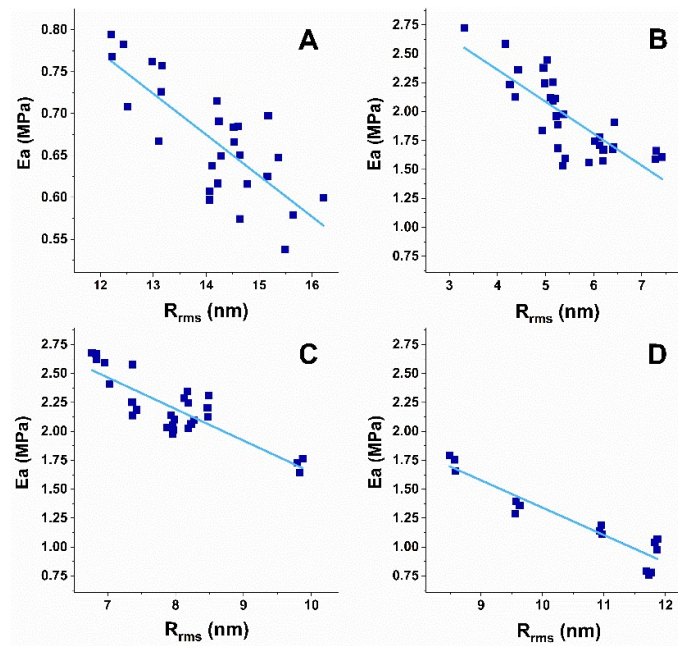 A
Ea (MPa)
0.80
0.75
0.70
0.65
0.60
0.55
12 13 14 15 16
Rrms (nm)
B
Ea (MPa)
2.75
2.50
2.25
2.00
1.75
1.50
1.25
1.00
0.75
3 4 5 6 7
Rrms (nm)
C
Ea (MPa)
2.75
2.50
2.25
2.00
1.75
1.50
1.25
1.00
0.75
7 8 9 10
Rrms (nm)
D
Ea (MPa)
2.75
2.50
2.25
2.00
1.75
1.50
1.25
1.00
0.75
9 10 11 12
Rrms (nm)